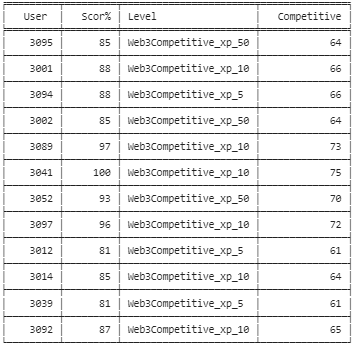 User Scor% Level Competitive
3095 85 Web3Competitive_xp_50 64
3001 88 Web3Competitive_xp_10 66
3094 88 Web3Competitive_xp_5 66
3002 85 Web3Competitive_xp_50 64
3089 97 Web3Competitive_xp_10 73
3041 100 Web3Competitive_xp_10 75
3052 93 Web3Competitive_xp_50 70
3097 96 Web3Competitive_xp_10 72
3012 81 Web3Competitive_xp_5 61
3014 85 Web3Competitive_xp_10 64
3039 81 Web3Competitive_xp_5 61
3092 87 Web3Competitive_xp_10 65